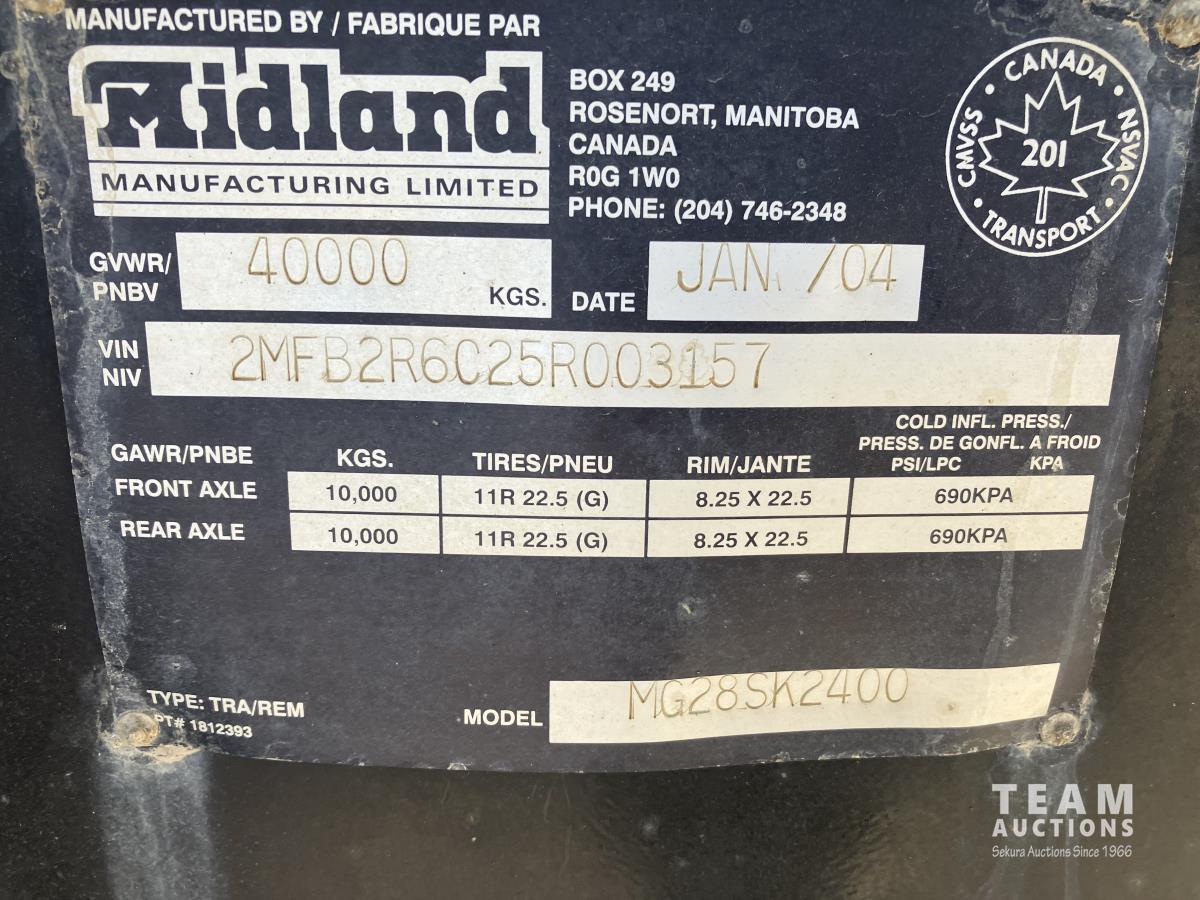 MANUFACTURED BY / FABRIQUE PAR
Midland
MANUFACTURING LIMITED
BOX 249
ROSENORT, MANITOBA
CANADA
R0G 1W0
PHONE: (204) 746-2348
CANADA
201
CMVSS
NSVAC
TRANSPORT
GVWR/
PNBV
40000
KGS.
DATE
JAN. /04
VIN
NIV
2MFB2R6C25R003157
COLD INFL. PRESS./
PRESS. DE GONFL. A FROID
GAWR/PNBE KGS. TIRES/PNEU RIM/JANTE PSI/LPC KPA
FRONT AXLE 10,000 11R 22.5 (G) 8.25 X 22.5 690KPA
REAR AXLE 10,000 11R 22.5 (G) 8.25 X 22.5 690KPA
TYPE: TRA/REM
PT# 1812393
MODEL
MG28SK2400
TEAM
AUCTIONS
Sekura Auctions Since 1966